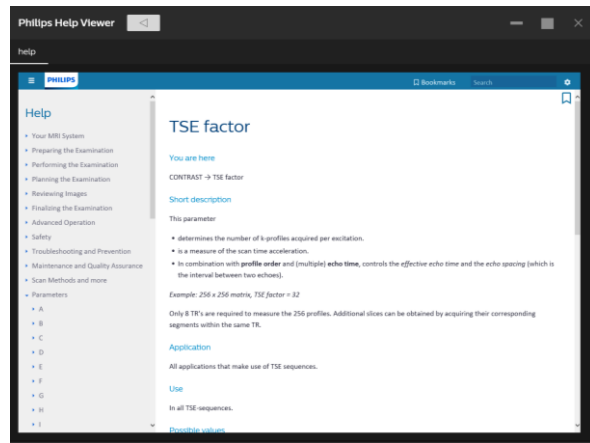 Philips Help Viewer
help
PHILIPS
Bookmarks
Search
Help
Your MRI System
Preparing the Examination
Performing the Examination
Planning the Examination
Reviewing Images
Finalizing the Examination
Advanced Operation
Safety
Troubleshooting and Prevention
Maintenance and Quality Assurance
Scan Methods and more
Parameters
A
B
C
D
E
F
G
H
I
TSE factor
You are here
CONTRAST → TSE factor
Short description
This parameter
• determines the number of k-profiles acquired per excitation.
• is a measure of the scan time acceleration.
• In combination with profile order and (multiple) echo time, controls the effective echo time and the echo spacing (which is
the interval between two echoes).
Example: 256 x 256 matrix, TSE factor = 32
Only 8 TR's are required to measure the 256 profiles. Additional slices can be obtained by acquiring their corresponding
segments within the same TR.
Application
All applications that make use of TSE sequences.
Use
In all TSE-sequences.
Possible values